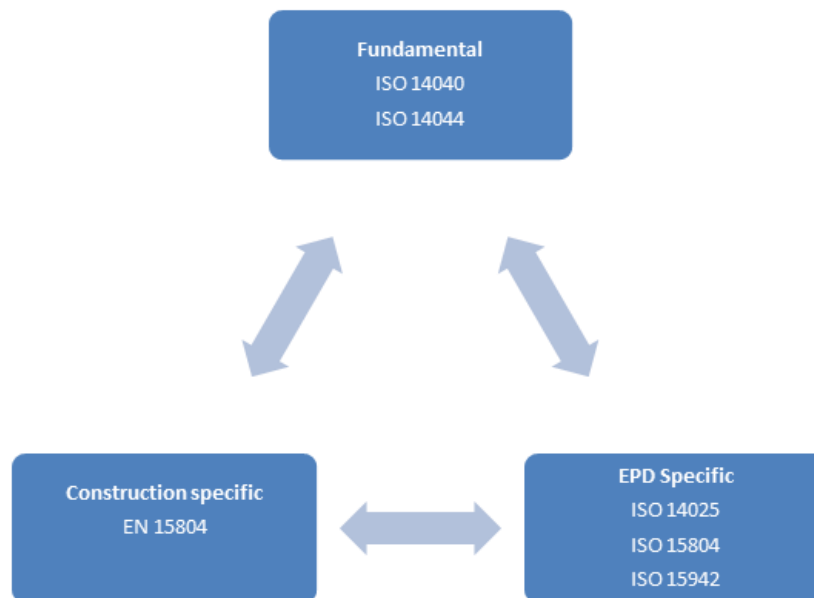 Fundamental
ISO 14040
ISO 14044
Construction specific
EN 15804
EPD Specific
ISO 14025
ISO 15804
ISO 15942